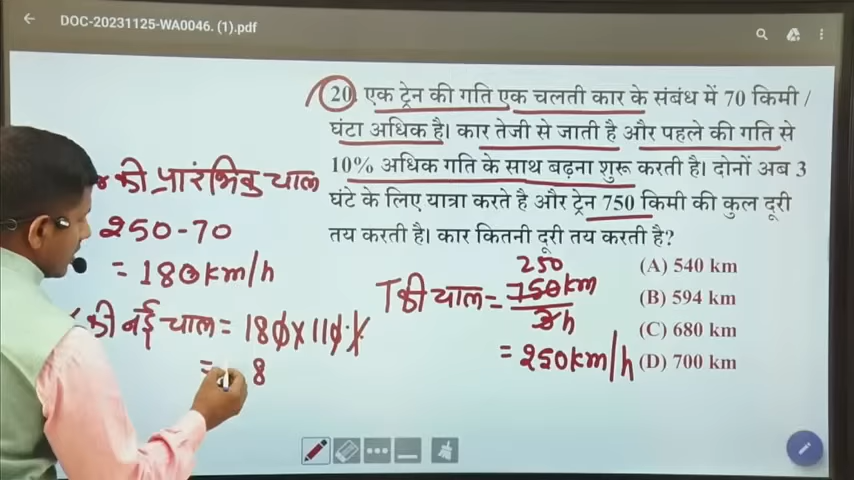 DOC-20231125-WA0046. (1).pdf
20. एक ट्रेन की गति एक चलती कार के संबंध में 70 किमी /
घंटा अधिक है। कार तेजी से जाती है और पहले की गति से
10% अधिक गति के साथ बढ़ना शुरू करती है। दोनों अब 3
घंटे के लिए यात्रा करते है और ट्रेन 750 किमी की कुल दूरी
तय करती है। कार कितनी दूरी तय करती है?
(A) 540 km
(B) 594 km
(C) 680 km
(D) 700 km
की प्रारंभिक चाल
250-70
= 180km/h
की नई चाल = 180x110%
= 8
250
T की चाल = 750km
3h
= 250km/h